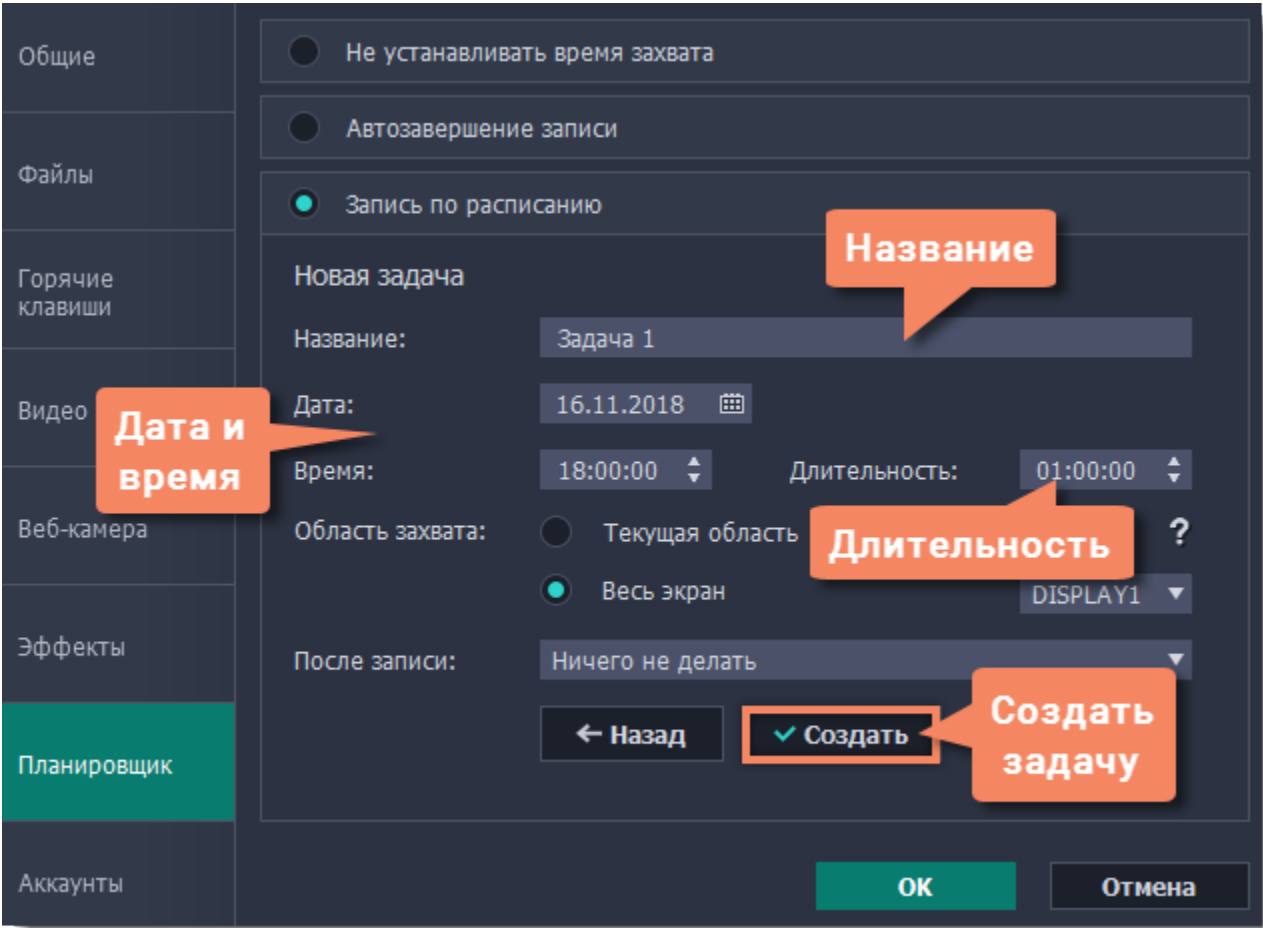 Общие
Файлы
Горячие
клавиши
Видео
Веб-камера
Эффекты
Планировщик
Аккаунты
Не устанавливать время захвата
Автозавершение записи
Запись по расписанию
Название
Новая задача
Название: Задача 1
Дата: 16.11.2018
Дата и
время
Время: 18:00:00 Длительность: 01:00:00
Длительность
Область захвата: Текущая область ?
Весь экран DISPLAY1
После записи: Ничего не делать
Назад Создать
Создать
задачу
ОК Отмена